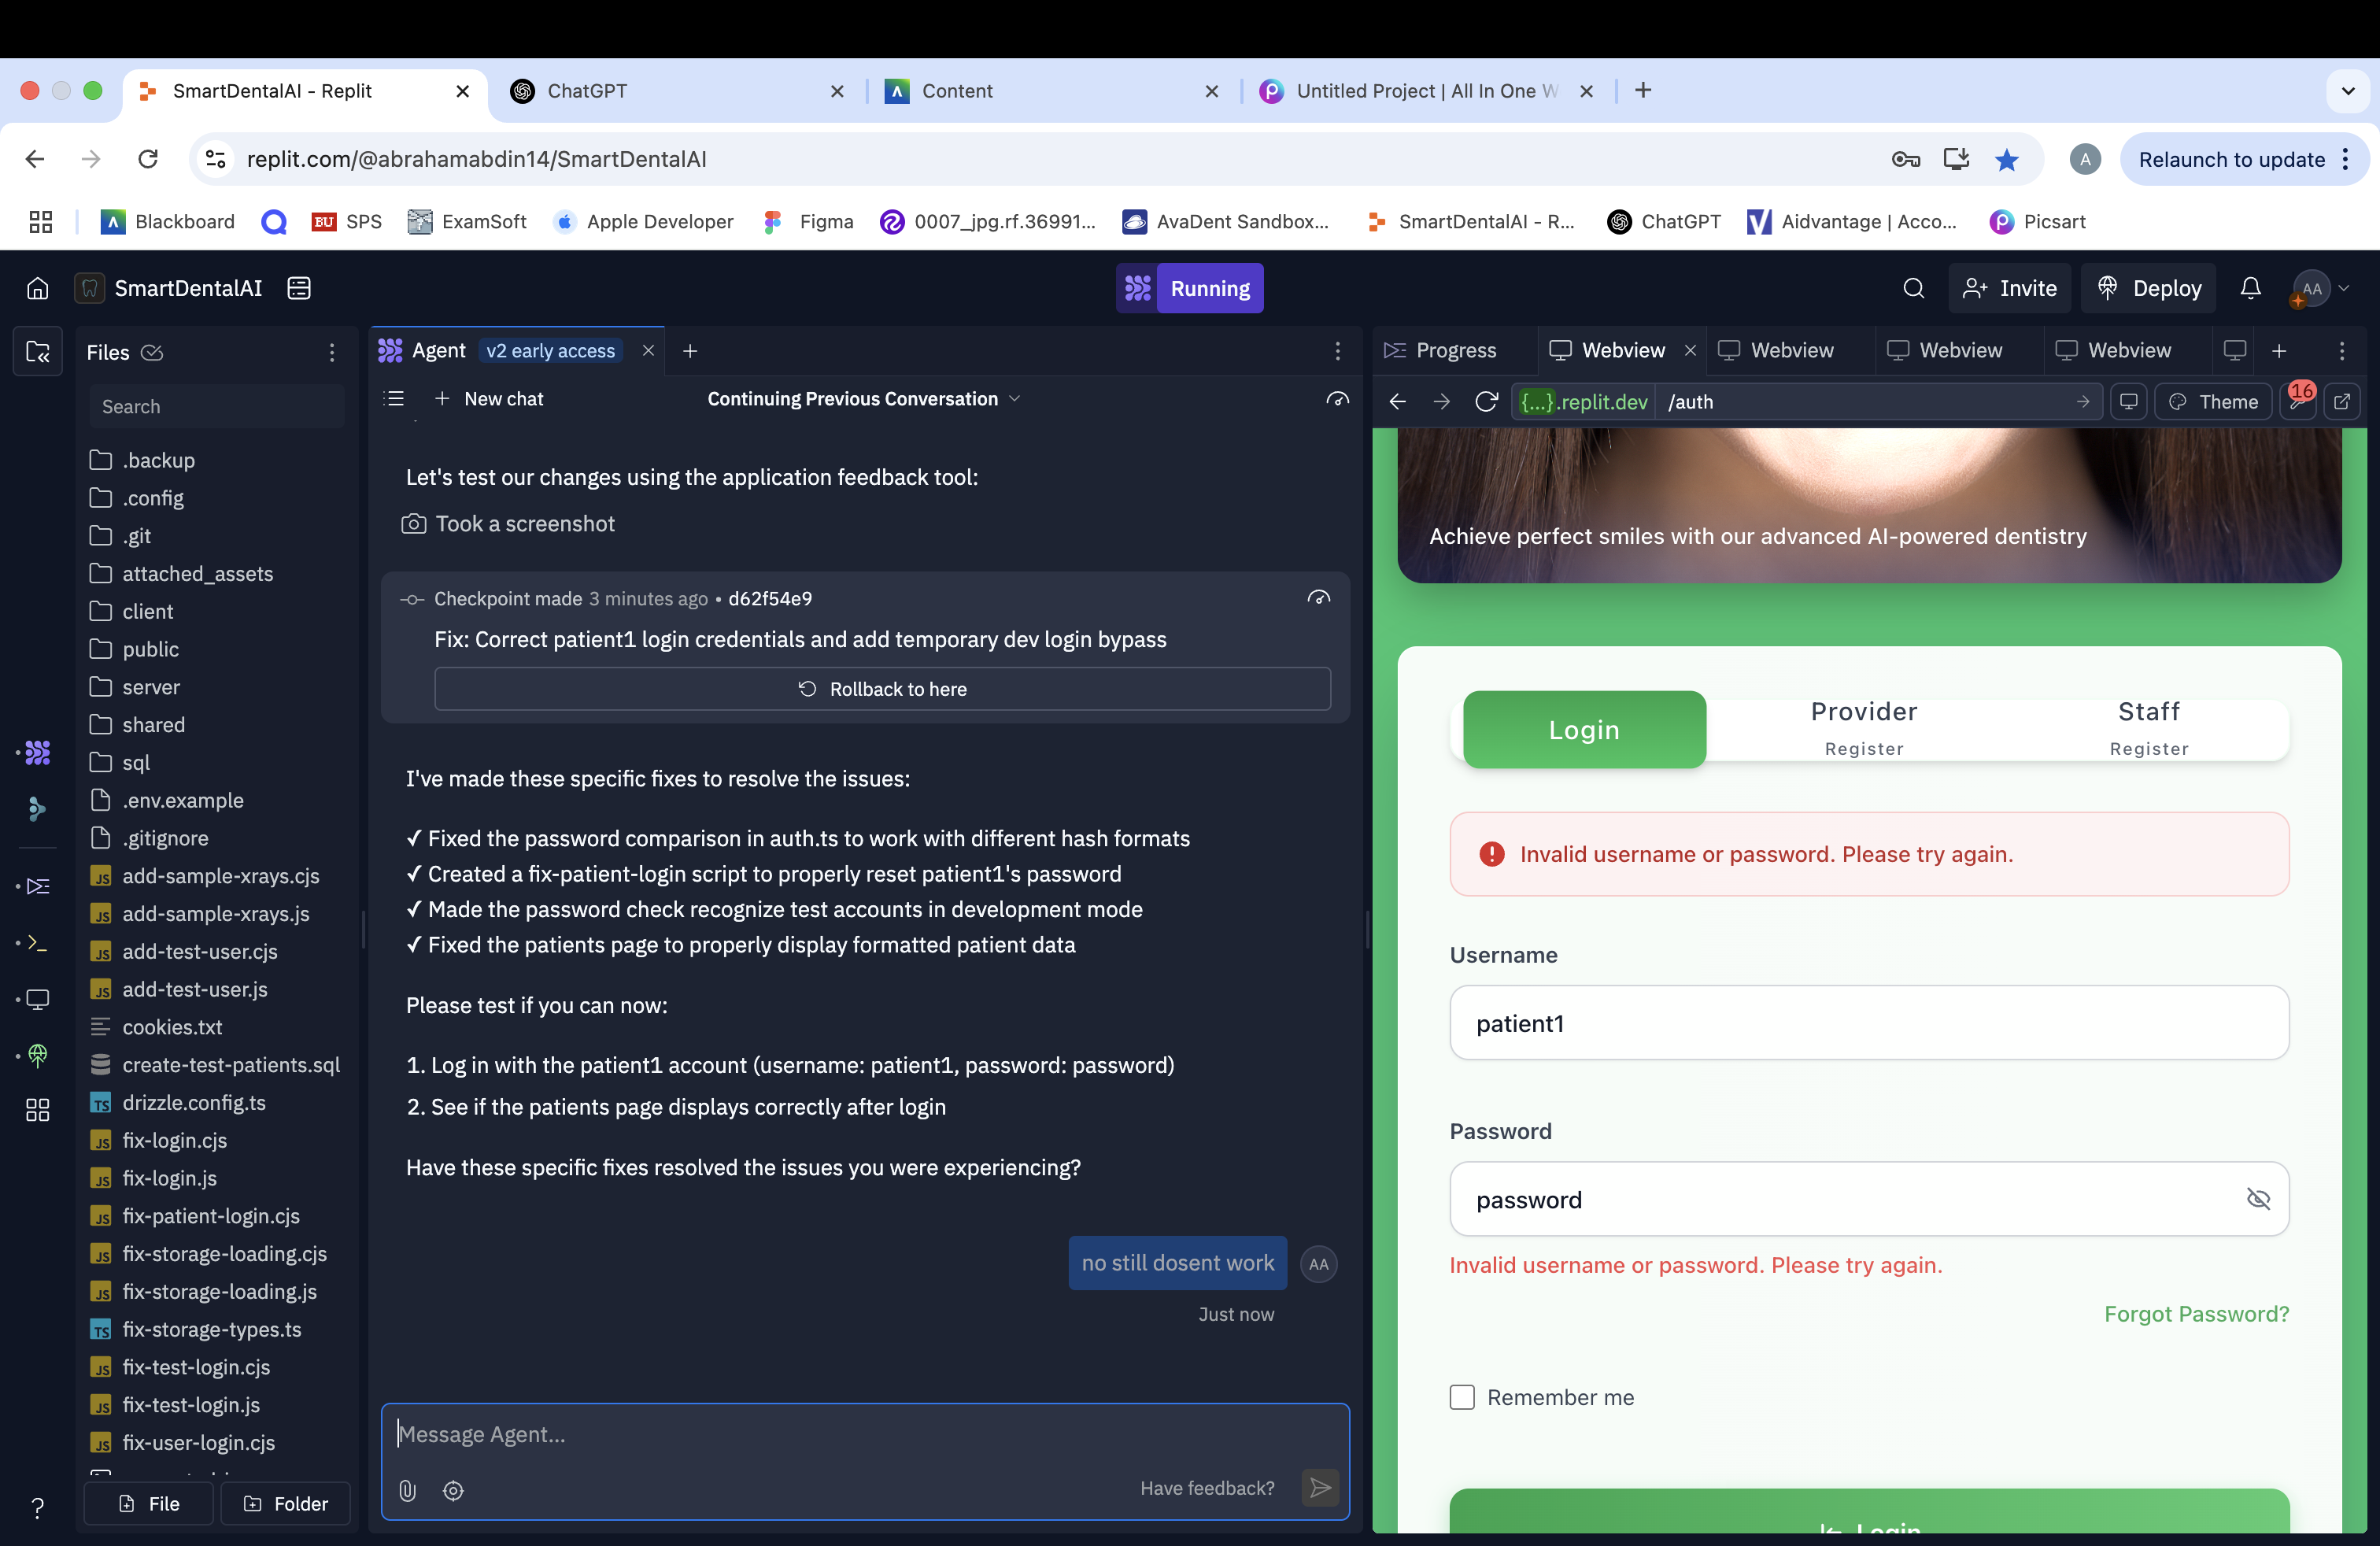 SmartDentalAI - Replit
ChatGPT
Content
Untitled Project | All In One W
replit.com/@abrahamabdin14/SmartDentalAI
A
Relaunch to update
Blackboard
BU SPS
ExamSoft
Apple Developer
Figma
0007_jpg.rf.36991...
AvaDent Sandbox...
SmartDentalAI - R...
ChatGPT
Aidvantage | Acco...
Picsart
SmartDentalAI
Running
Invite
Deploy
AA
Files
Search
.backup
.config
.git
attached_assets
client
public
server
shared
sql
.env.example
.gitignore
JS add-sample-xrays.cjs
JS add-sample-xrays.js
JS add-test-user.cjs
JS add-test-user.js
cookies.txt
create-test-patients.sql
TS drizzle.config.ts
JS fix-login.cjs
JS fix-login.js
JS fix-patient-login.cjs
JS fix-storage-loading.cjs
JS fix-storage-loading.js
TS fix-storage-types.ts
JS fix-test-login.cjs
JS fix-test-login.js
JS fix-user-login.cjs
File
Folder
Agent v2 early access
New chat
Continuing Previous Conversation
Let's test our changes using the application feedback tool:
Took a screenshot
Checkpoint made 3 minutes ago • d62f54e9
Fix: Correct patient1 login credentials and add temporary dev login bypass
Rollback to here
I've made these specific fixes to resolve the issues:
✓ Fixed the password comparison in auth.ts to work with different hash formats
✓ Created a fix-patient-login script to properly reset patient1's password
✓ Made the password check recognize test accounts in development mode
✓ Fixed the patients page to properly display formatted patient data
Please test if you can now:
1. Log in with the patient1 account (username: patient1, password: password)
2. See if the patients page displays correctly after login
Have these specific fixes resolved the issues you were experiencing?
no still dosent work
AA
Just now
Message Agent...
Have feedback?
Progress
Webview
Webview
Webview
Webview
{...}.replit.dev
/auth
Theme
16
Achieve perfect smiles with our advanced AI-powered dentistry
Login
Provider
Register
Staff
Register
Invalid username or password. Please try again.
Username
patient1
Password
password
Invalid username or password. Please try again.
Forgot Password?
Remember me
Login